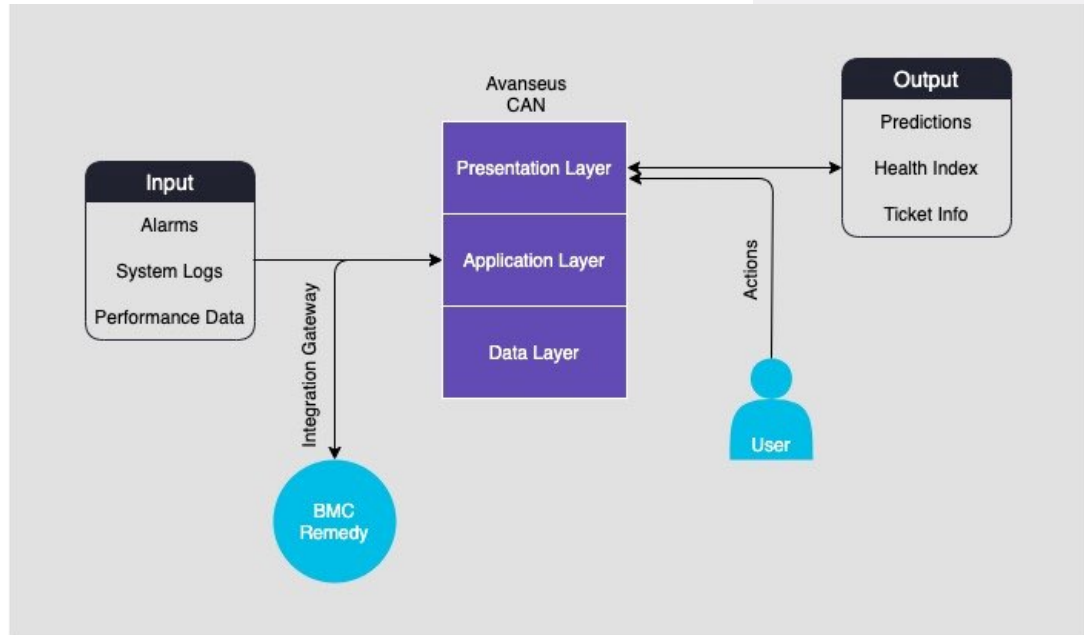 Avanseus
CAN
Input
Alarms
System Logs
Performance Data
Integration Gateway
BMC
Remedy
Presentation Layer
Application Layer
Data Layer
Output
Predictions
Health Index
Ticket Info
Actions
User